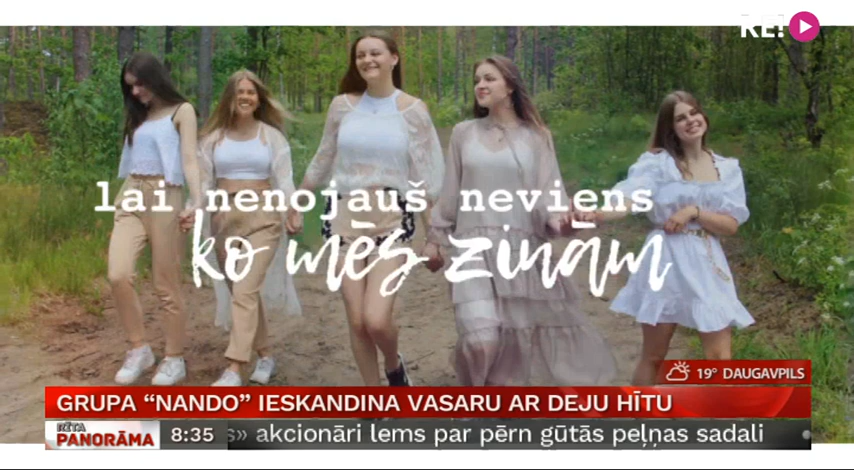 RE!
lai nenojauš neviens
ko mēs zinām
19° DAUGAVPILS
GRUPA “NANDO” IESKANDINA VASARU AR DEJU HĪTU
RĪTA
PANORĀMA
8:35 s» akcionāri lems par pērn gūtās peļņas sadali